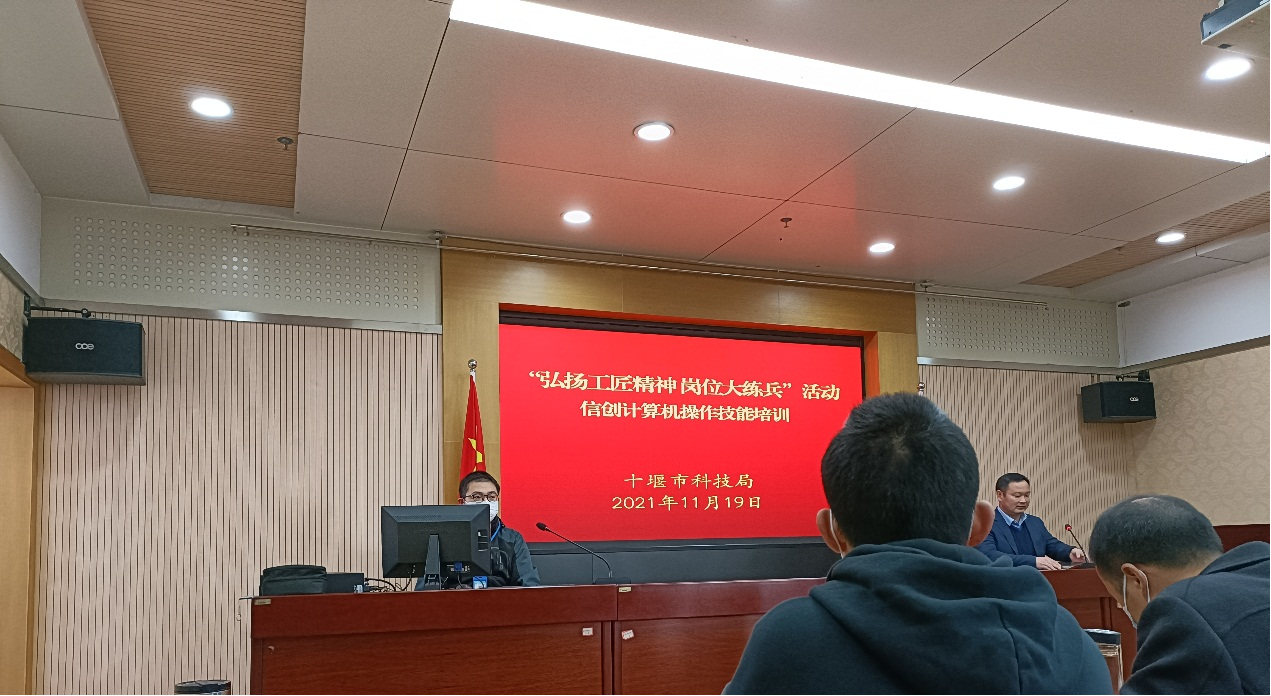 “弘扬工匠精神 岗位大练兵”活动
信创计算机操作技能培训
十堰市科技局
2021年11月19日